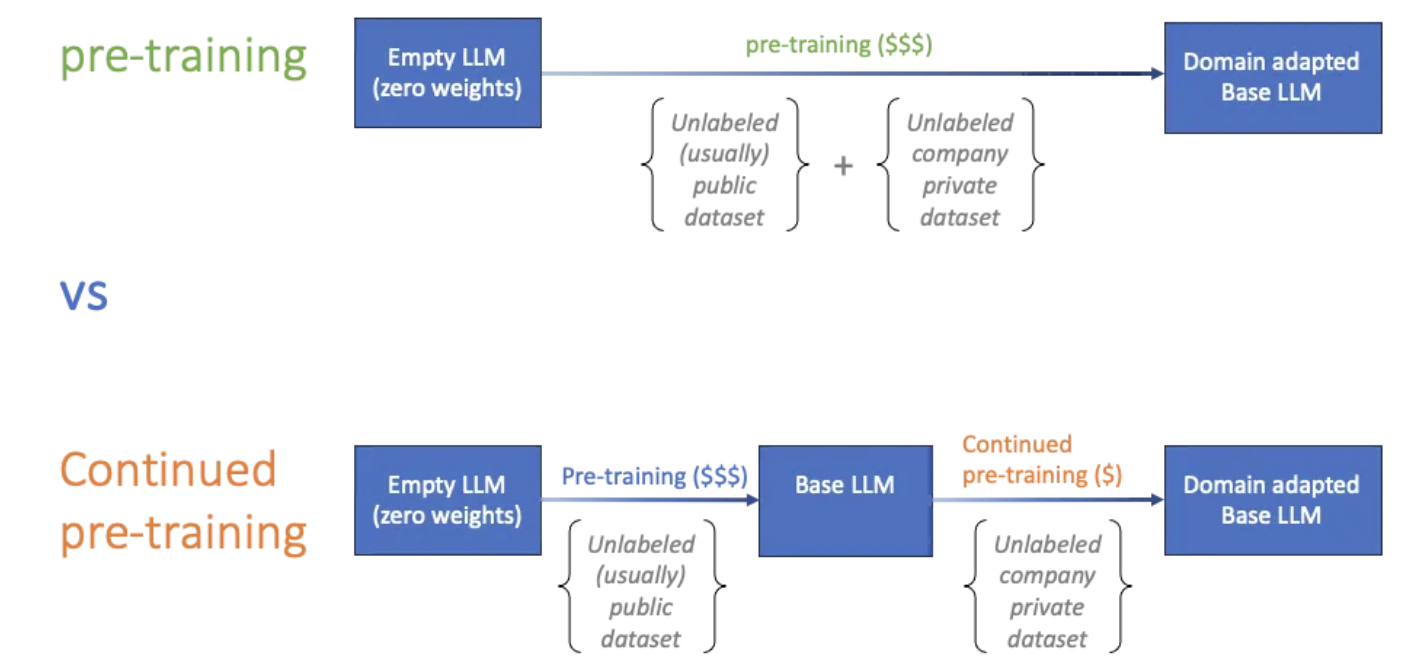 pre-training
Empty LLM
(zero weights)
pre-training ($$$)
Domain adapted
Base LLM
Unlabeled
(usually)
public
dataset
+
Unlabeled
company
private
dataset
vs
Continued
pre-training
Empty LLM
(zero weights)
Pre-training ($$$)
Base LLM
Continued
pre-training ($)
Domain adapted
Base LLM
Unlabeled
(usually)
public
dataset
Unlabeled
company
private
dataset